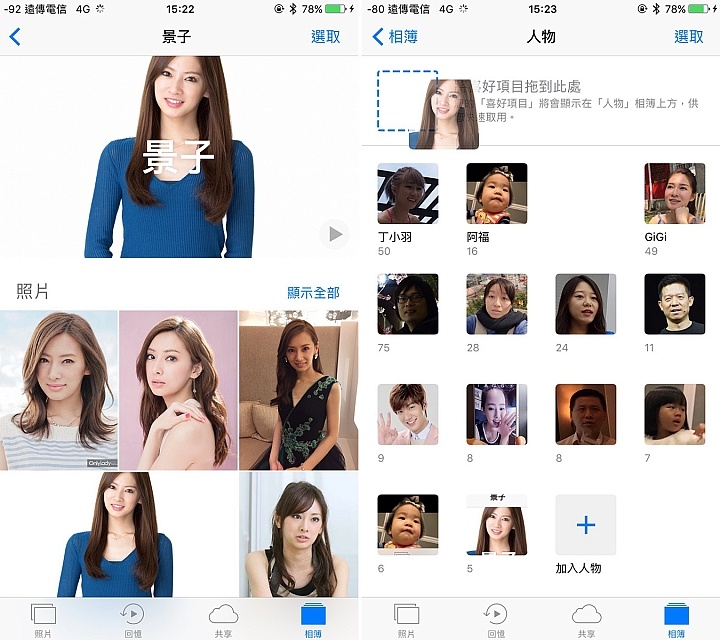 -92 遠傳電信 4G 15:22 78%
景子 選取
景子
照片 顯示全部
Onlylady
照片 回憶 共享 相簿
-80 遠傳電信 4G 15:23 78%
相簿 人物 選取
喜好項目拖到此處
「喜好項目」將會顯示在「人物」相簿上方，供
速取用。
丁小羽 阿福 GiGi
50 16 49
75 28 24 11
9 8 8 7
景子
景子
6 5 加入人物
照片 回憶 共享 相簿